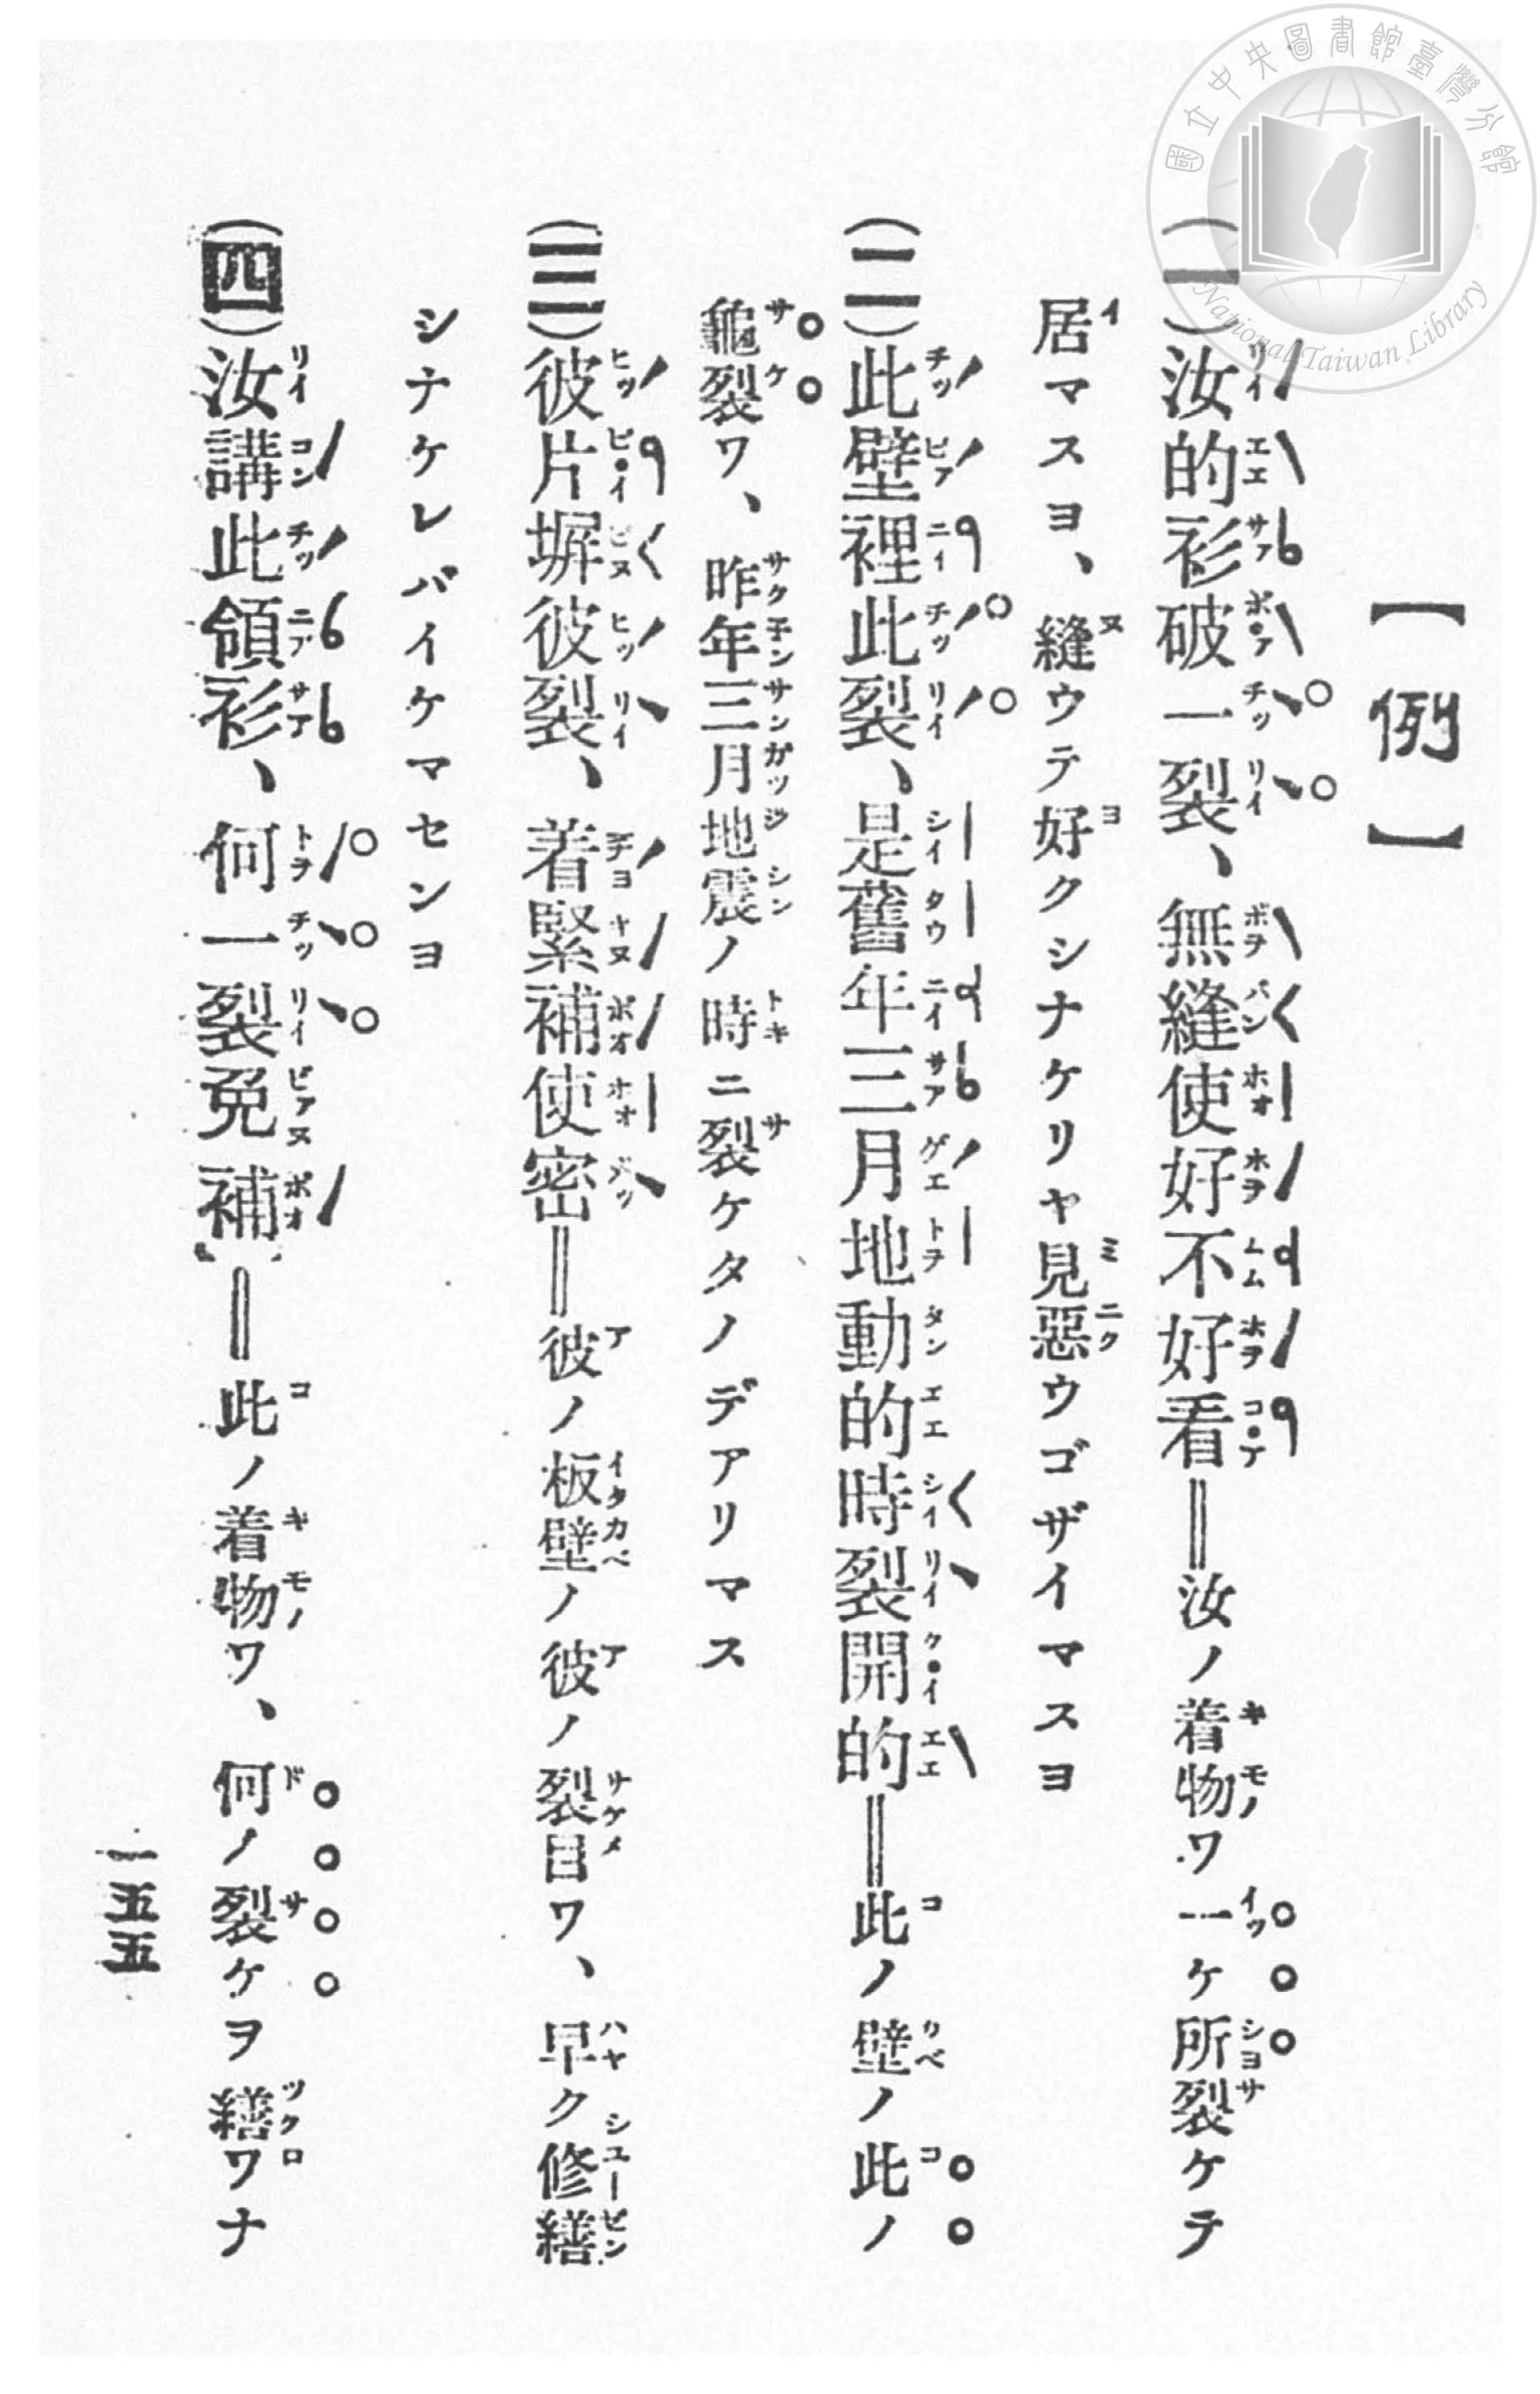 國立中央圖書館臺灣分館
National Taiwan Library
【例】
(一)汝的衫破一裂、無縫使好不好看＝汝ノ着物ワ一ケ所裂ケテ
居マスヨ、縫ウテ好クシナケリヤ見惡ウゴザイマスヨ
(二)此壁裡此裂、是舊年三月地動的時裂開的＝此ノ壁ノ此ノ
龜裂ワ、昨年三月地震ノ時ニ裂ケタノデアリマス
(三)彼片塀彼裂、着緊補使密＝彼ノ板壁ノ彼ノ裂目ワ、早ク修繕
シナケレバイケマセンヨ
(四)汝講此領衫、何一裂免補＝此ノ着物ワ、何ノ裂ケヲ繕ワナ
一五五